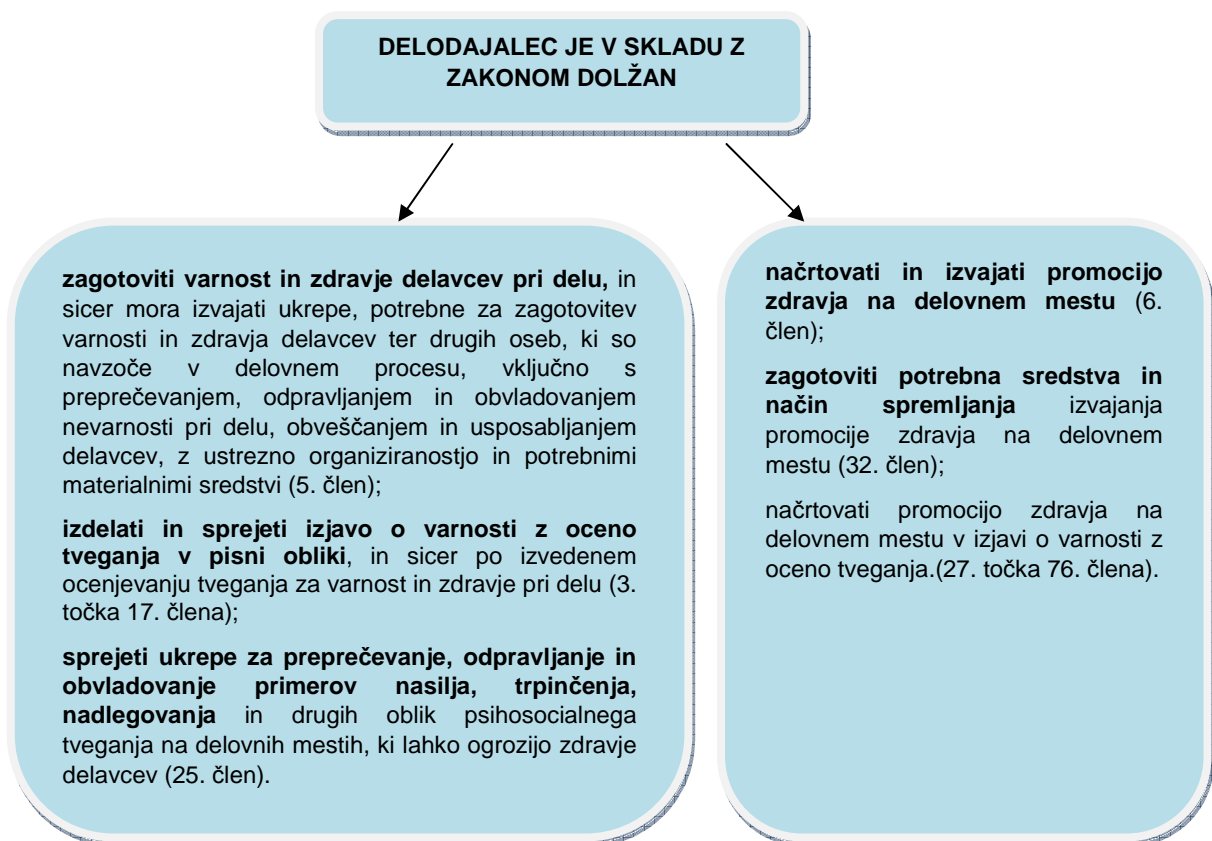 DELODAJALEC JE V SKLADU Z
ZAKONOM DOLŽAN
zagotoviti varnost in zdravje delavcev pri delu, in
sicer mora izvajati ukrepe, potrebne za zagotovitev
varnosti in zdravja delavcev ter drugih oseb, ki so
navzoče v delovnem procesu, vključno s
preprečevanjem, odpravljanjem in obvladovanjem
nevarnosti pri delu, obveščanjem in usposabljanjem
delavcev, z ustrezno organiziranostjo in potrebnimi
materialnimi sredstvi (5. člen);
izdelati in sprejeti izjavo o varnosti z oceno
tveganja v pisni obliki, in sicer po izvedenem
ocenjevanju tveganja za varnost in zdravje pri delu (3.
točka 17. člena);
sprejeti ukrepe za preprečevanje, odpravljanje in
obvladovanje primerov nasilja, trpinčenja,
nadlegovanja in drugih oblik psihosocialnega
tveganja na delovnih mestih, ki lahko ogrozijo zdravje
delavcev (25. člen).
načrtovati in izvajati promocijo
zdravja na delovnem mestu (6.
člen);
zagotoviti potrebna sredstva in
način spremljanja izvajanja
promocije zdravja na delovnem
mestu (32. člen);
načrtovati promocijo zdravja na
delovnem mestu v izjavi o varnosti z
oceno tveganja.(27. točka 76. člena).